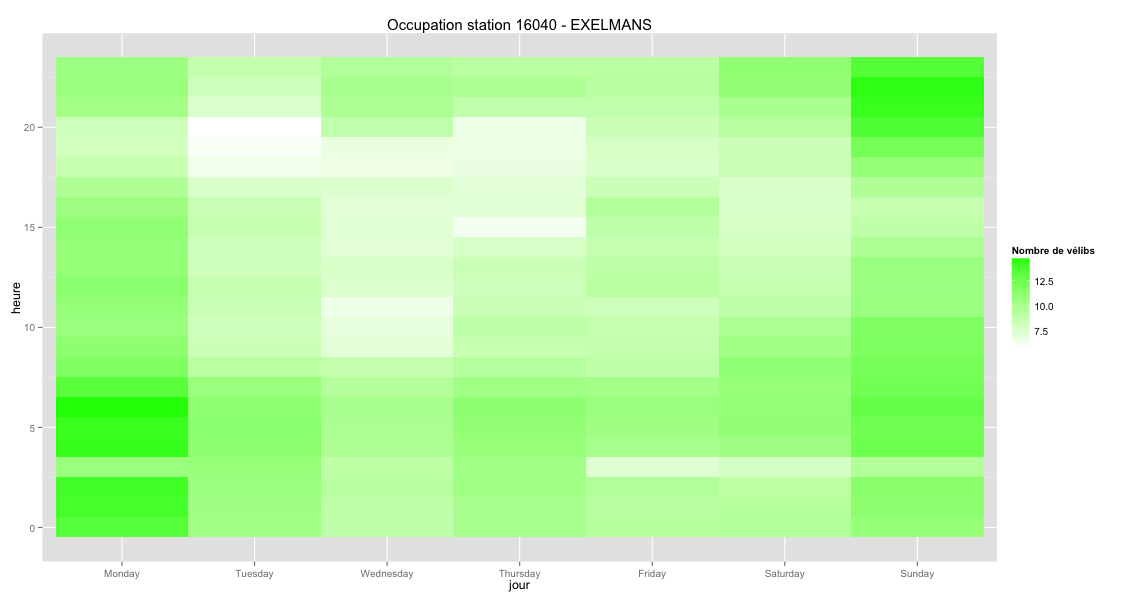 Occupation station 16040 - EXELMANS
heure
20
15
10
5
0
Monday Tuesday Wednesday Thursday Friday Saturday Sunday
jour
Nombre de vélibs
12.5
10.0
7.5